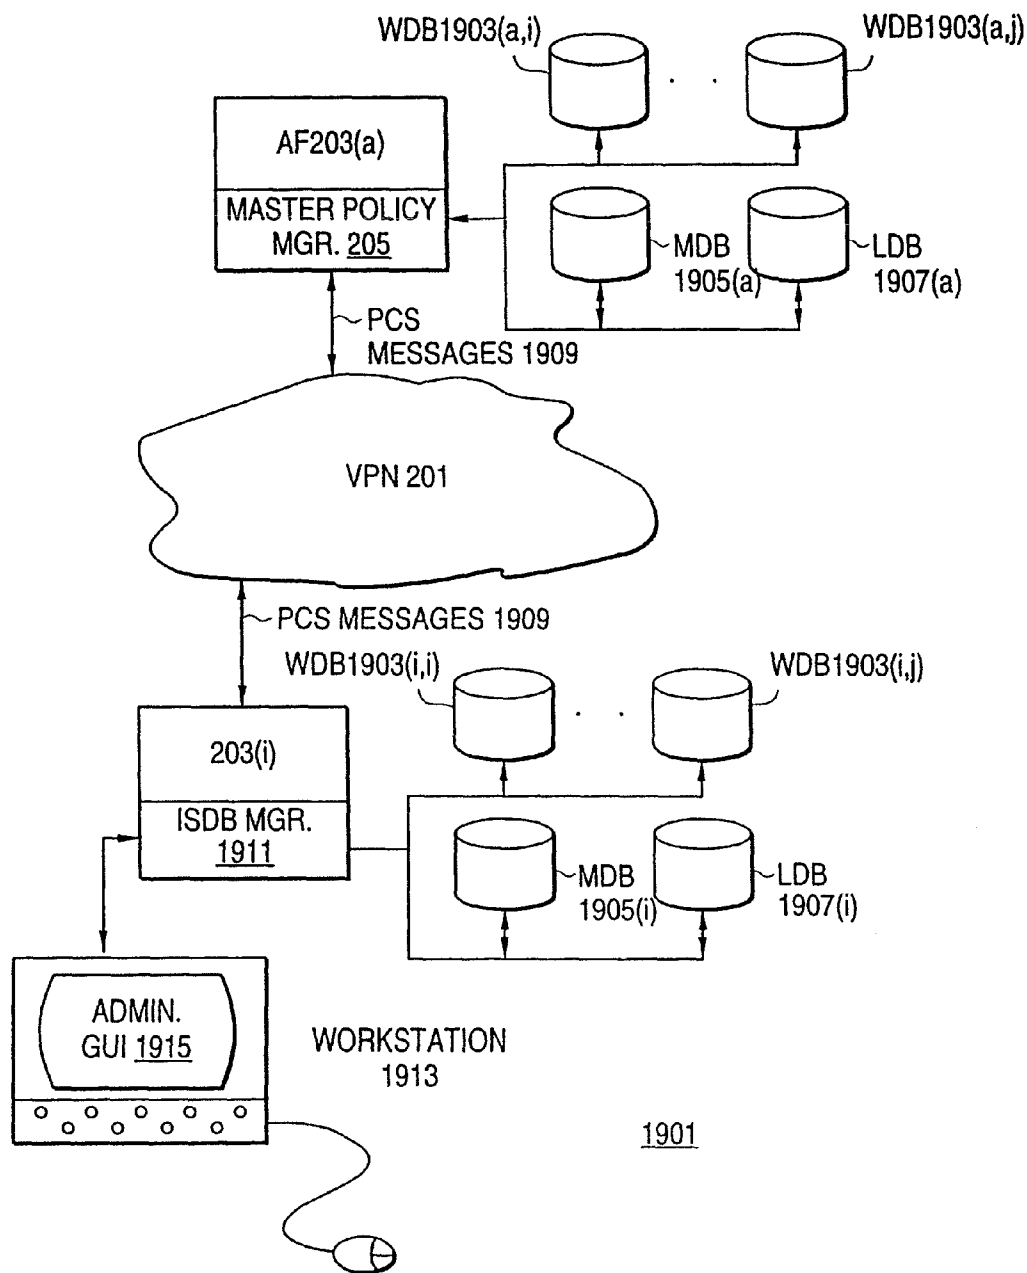 WDB1903(a,i)
WDB1903(a,j)
AF203(a)
MASTER POLICY
MGR. 205
MDB
1905(a)
LDB
1907(a)
PCS
MESSAGES 1909
VPN 201
PCS MESSAGES 1909
WDB1903(i,i)
WDB1903(i,j)
203(i)
ISDB MGR.
1911
MDB
1905(i)
LDB
1907(i)
ADMIN.
GUI 1915
WORKSTATION
1913
1901